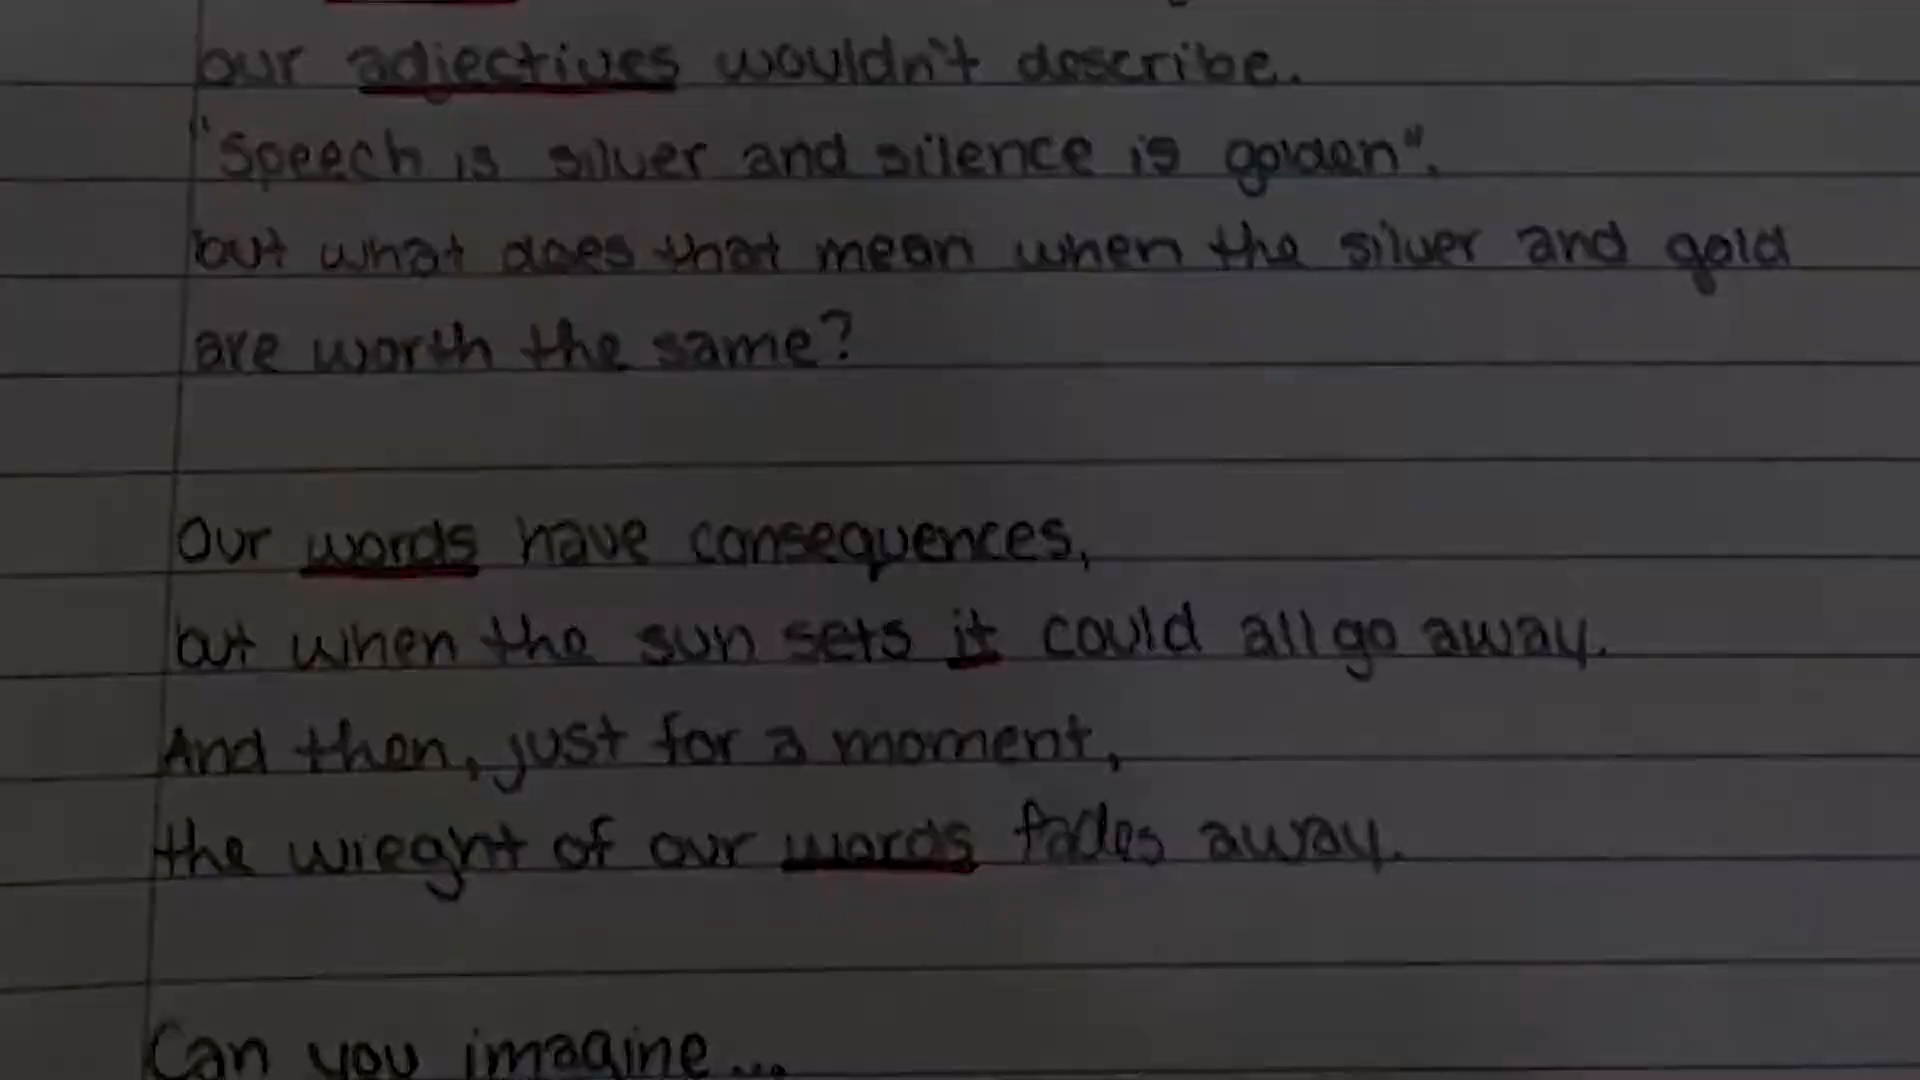 our adjectives wouldn't describe.
"Speech is silver and silence is golden".
but what does that mean when the silver and gold
are worth the same?
Our words have consequences,
but when the sun sets it could all go away.
And then, just for a moment,
the wieght of our words fades away.
Can you imagine...